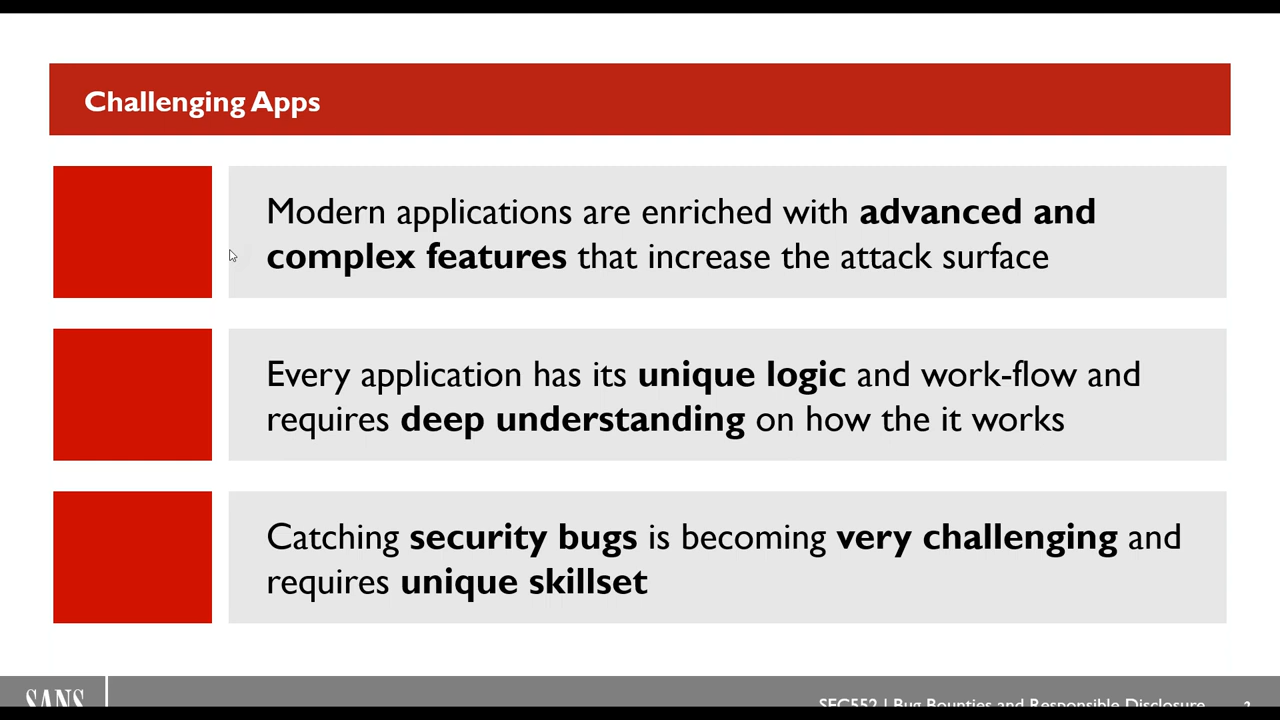 Challenging Apps
Modern applications are enriched with advanced and
complex features that increase the attack surface
Every application has its unique logic and work-flow and
requires deep understanding on how the it works
Catching security bugs is becoming very challenging and
requires unique skillset
SANS
SEC552 | Bug Bounties and Responsible Disclosure